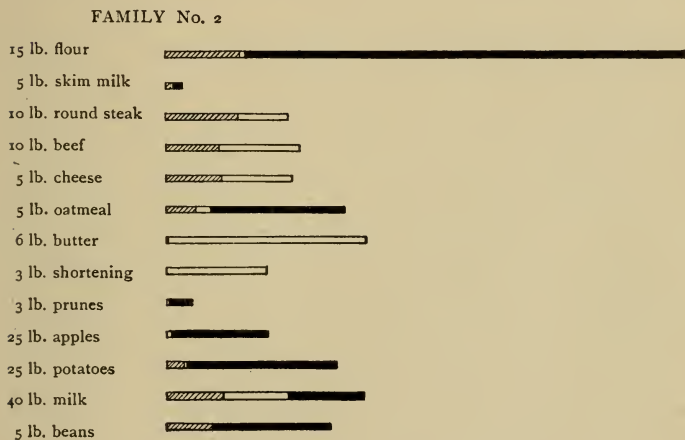 FAMILY No. 2
15 lb. flour
5 lb. skim milk
10 lb. round steak
10 lb. beef
5 lb. cheese
5 lb. oatmeal
6 lb. butter
3 lb. shortening
3 lb. prunes
25 lb. apples
25 lb. potatoes
40 lb. milk
5 lb. beans